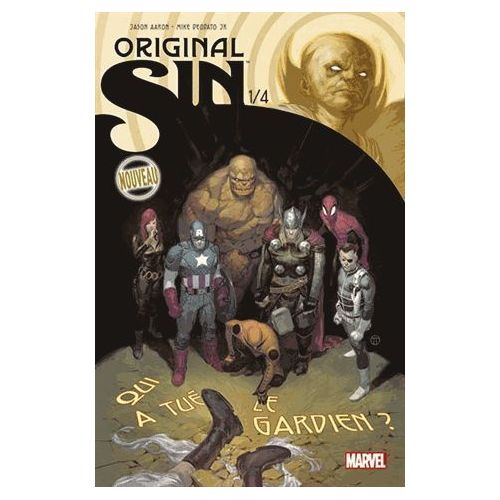 JASON AARON - MIKE DEODATO JR
ORIGINAL
SIN
1/4
NOUVEAU
QUI
A TUÉ
LE
GARDIEN ?
MARVEL